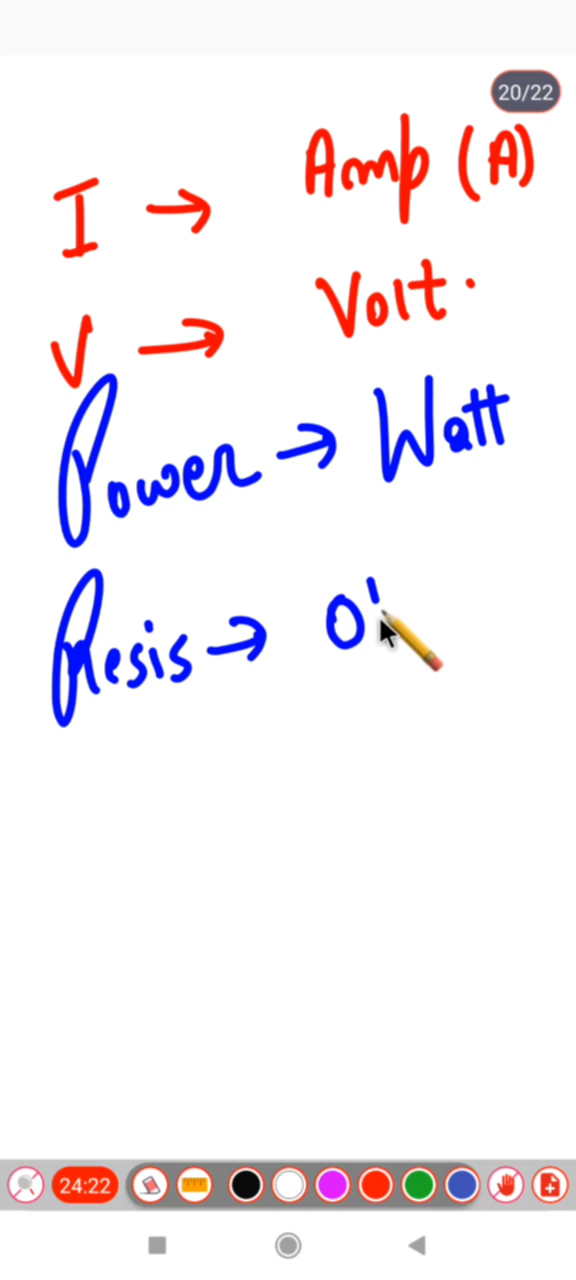 20/22
I → Amp (A)
V → Volt.
Power → Watt
Resis → O
24:22